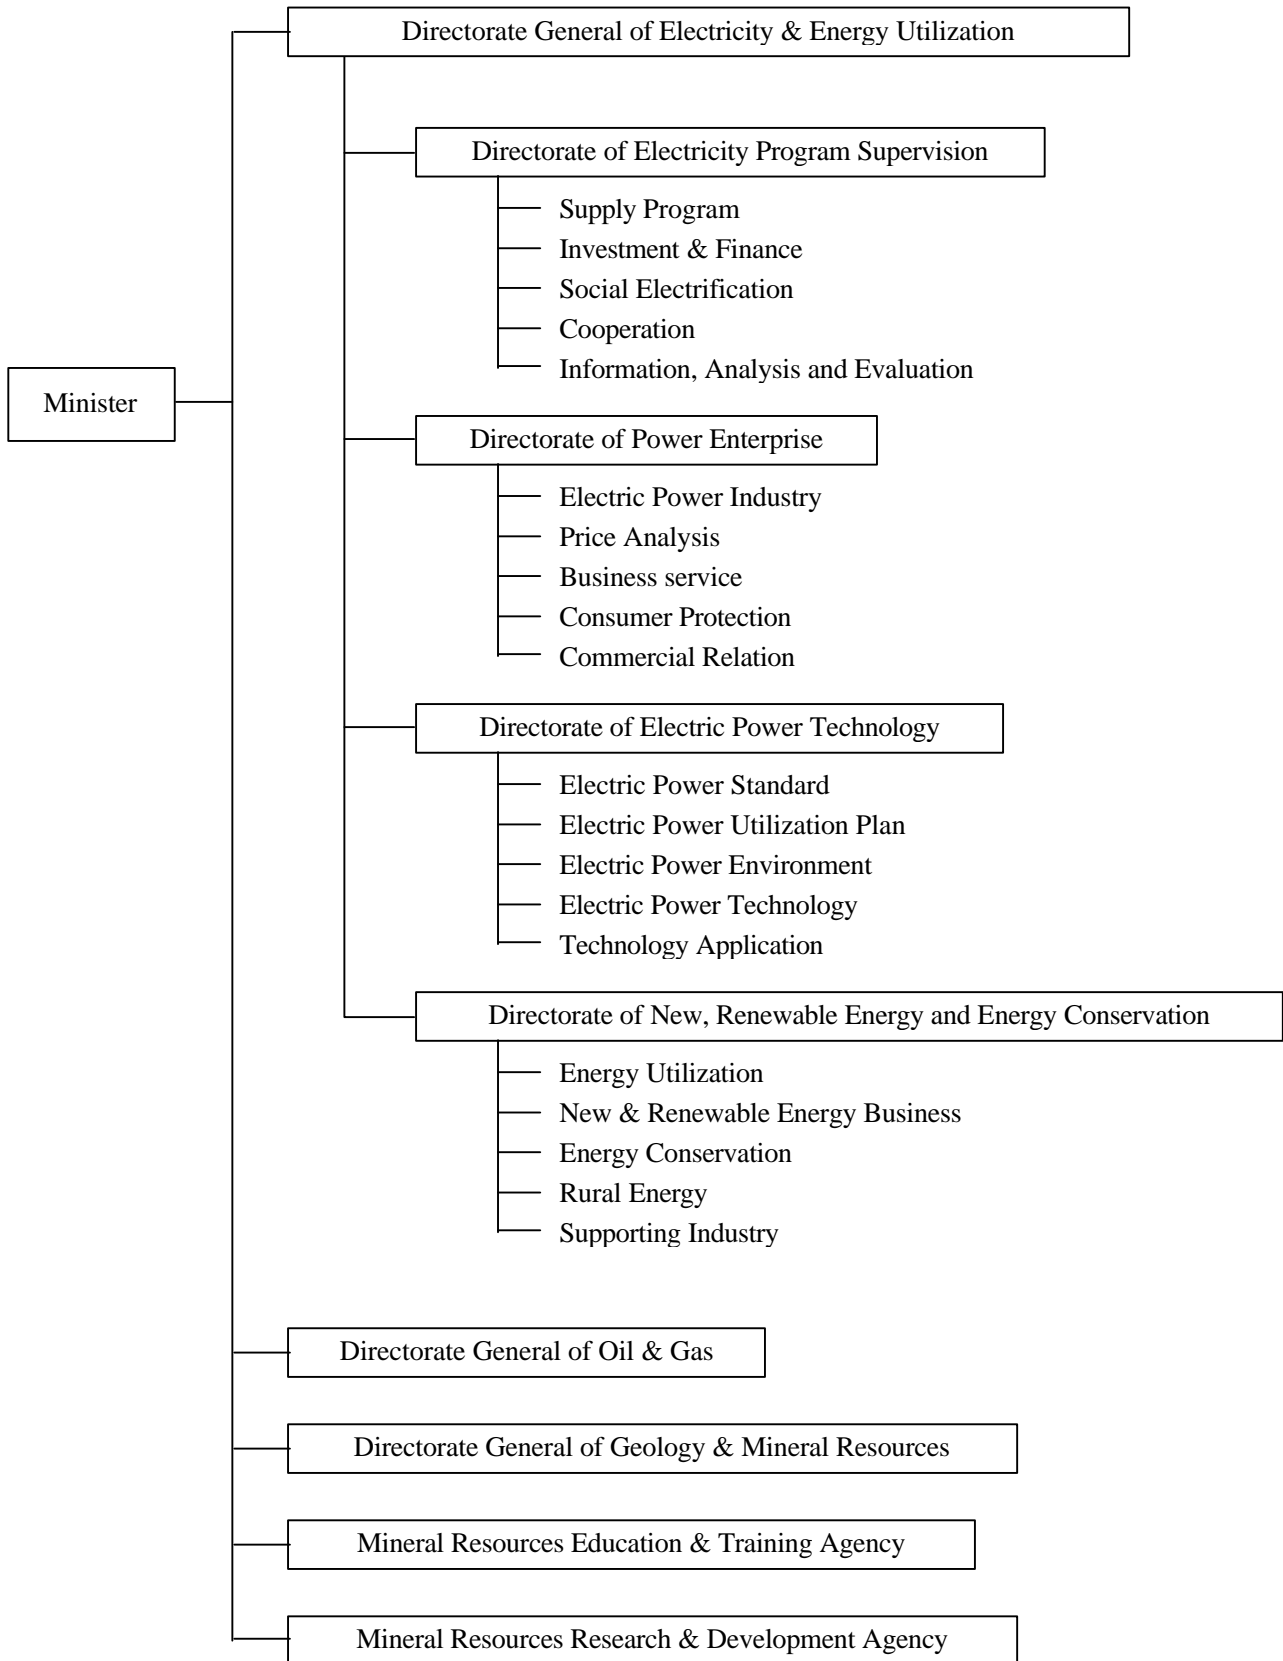 Directorate General of Electricity & Energy Utilization
Directorate of Electricity Program Supervision
Supply Program
Investment & Finance
Social Electrification
Cooperation
Information, Analysis and Evaluation
Minister
Directorate of Power Enterprise
Electric Power Industry
Price Analysis
Business service
Consumer Protection
Commercial Relation
Directorate of Electric Power Technology
Electric Power Standard
Electric Power Utilization Plan
Electric Power Environment
Electric Power Technology
Technology Application
Directorate of New, Renewable Energy and Energy Conservation
Energy Utilization
New & Renewable Energy Business
Energy Conservation
Rural Energy
Supporting Industry
Directorate General of Oil & Gas
Directorate General of Geology & Mineral Resources
Mineral Resources Education & Training Agency
Mineral Resources Research & Development Agency